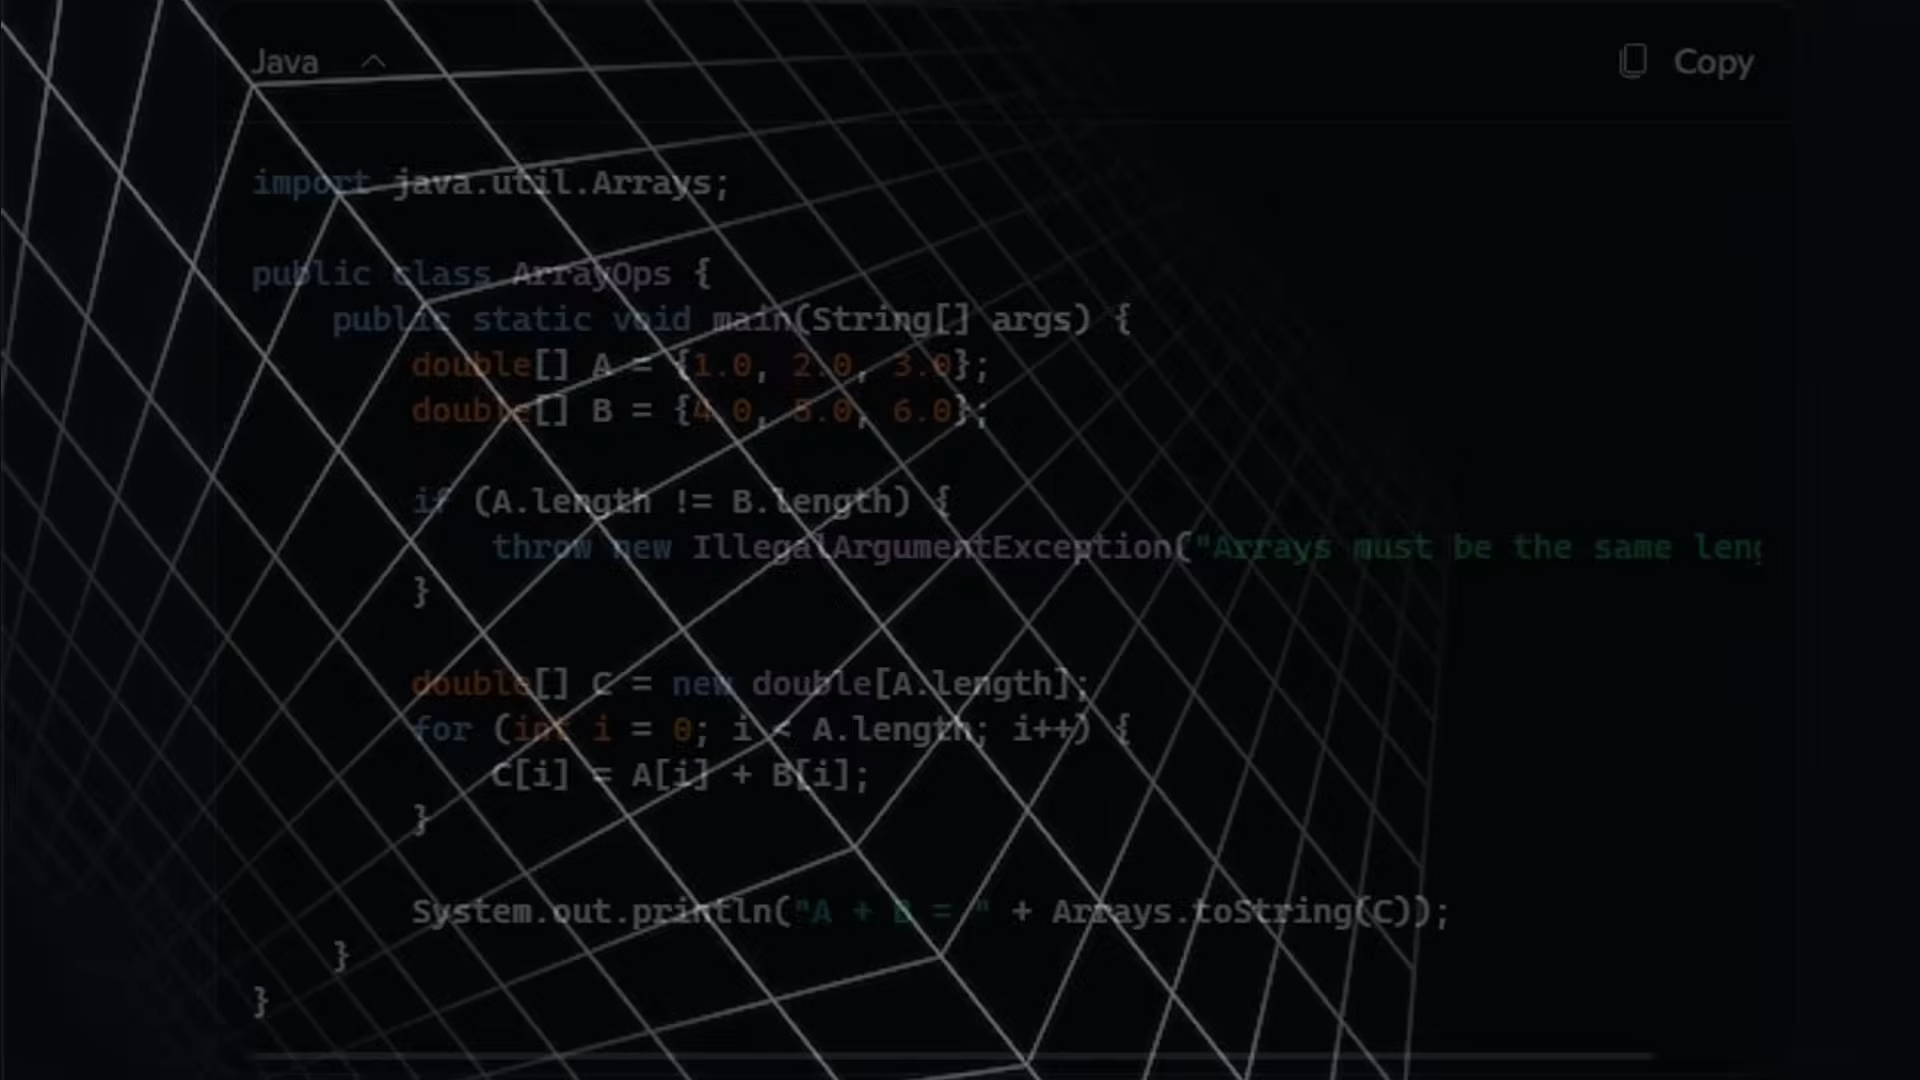 Java
Copy
import java.util.Arrays;
public class ArrayOps {
    public static void main(String[] args) {
        double[] A = {1.0, 2.0, 3.0};
        double[] B = {4.0, 5.0, 6.0};
        if (A.length != B.length) {
            throw new IllegalArgumentException("Arrays must be the same leng
        }
        double[] C = new double[A.length];
        for (int i = 0; i < A.length; i++) {
            C[i] = A[i] + B[i];
        }
        System.out.println("A + B = " + Arrays.toString(C));
    }
}